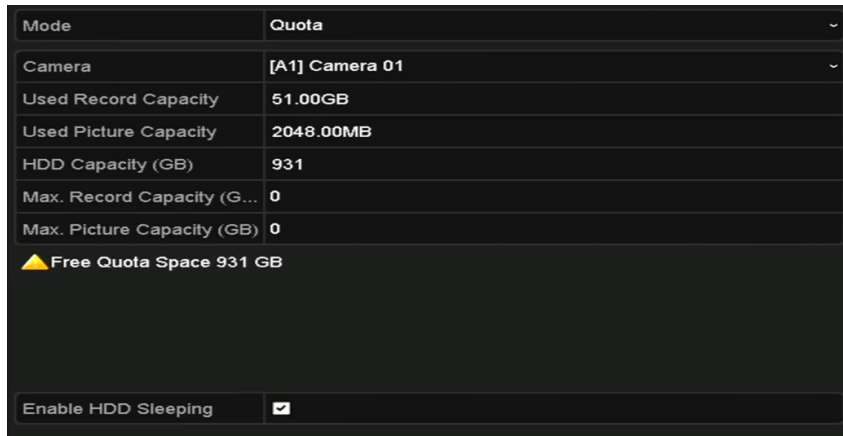 Mode Quota
Camera [A1] Camera 01
Used Record Capacity 51.00GB
Used Picture Capacity 2048.00MB
HDD Capacity (GB) 931
Max. Record Capacity (G... 0
Max. Picture Capacity (GB) 0
Free Quota Space 931 GB
Enable HDD Sleeping